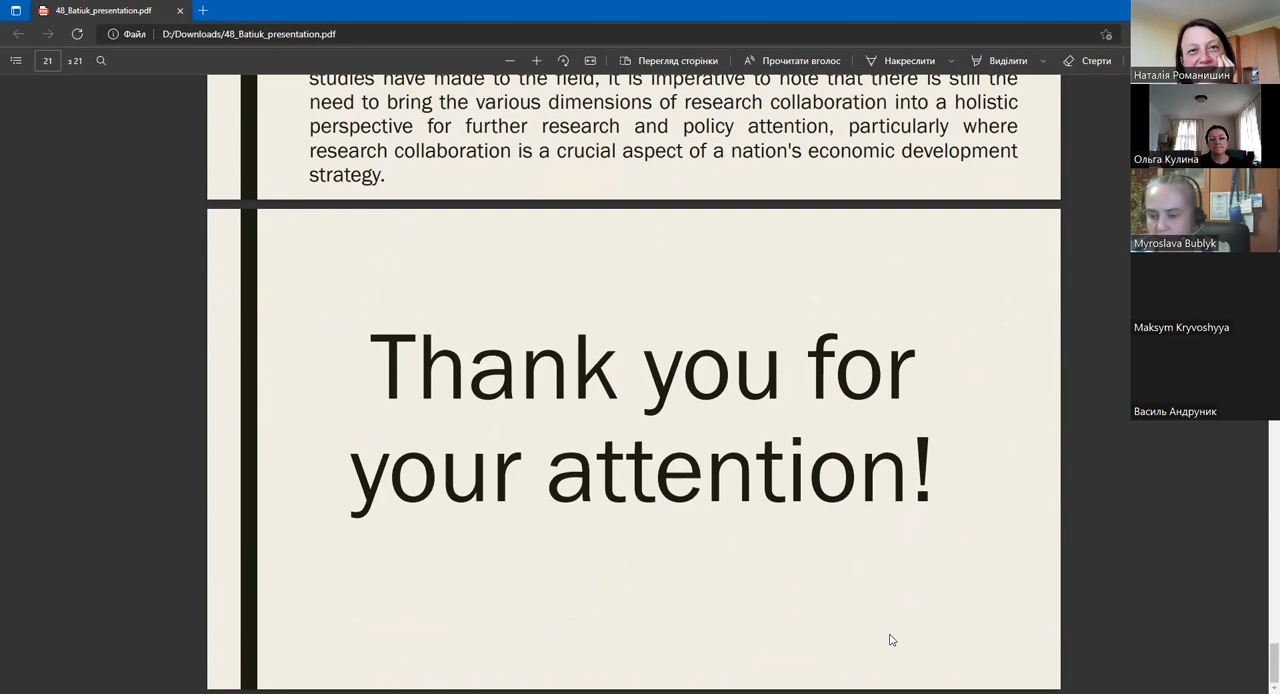 48_Batiuk_presentation.pdf
Файл
D:/Downloads/48_Batiuk_presentation.pdf
21
з 21
Перегляд сторінки
Прочитати вголос
Накреслити
Виділити
Стерти
studies have made to the field, it is imperative to note that there is still the
need to bring the various dimensions of research collaboration into a holistic
perspective for further research and policy attention, particularly where
research collaboration is a crucial aspect of a nation's economic development
strategy.
Thank you for
your attention!
Наталія Романишин
Ольга Кулина
Myroslava Bublyk
Maksym Kryvoshyya
Василь Андруник